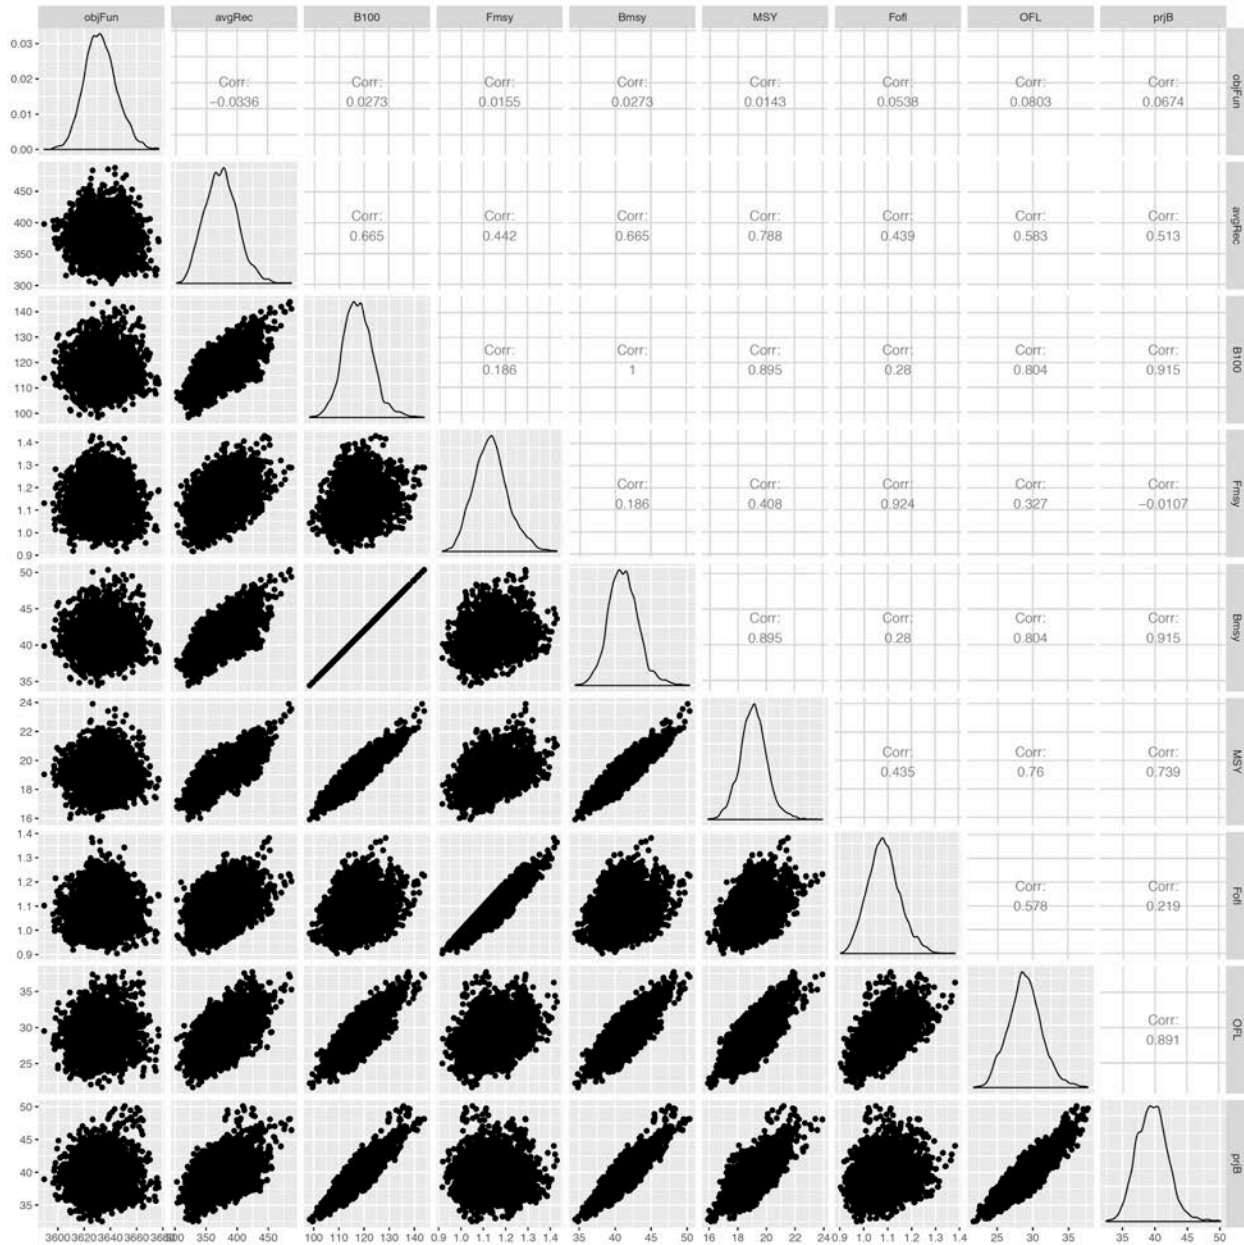 objFun avgRec B100 Fmsy Bmsy MSY Fofl OFL prjB
0.03
0.02
0.01
0.00
Corr: Corr: Corr: Corr: Corr: Corr: Corr: Corr:
−0.0336 0.0273 0.0155 0.0273 0.0143 0.0538 0.0803 0.0674
objFun
450
400
350
300
Corr: Corr: Corr: Corr: Corr: Corr: Corr:
0.665 0.442 0.665 0.788 0.439 0.583 0.513
avgRec
140
130
120
110
100
Corr: Corr: Corr: Corr: Corr: Corr:
0.186 1 0.895 0.28 0.804 0.915
B100
1.4
1.3
1.2
1.1
1.0
0.9
Corr: Corr: Corr: Corr: Corr:
0.186 0.408 0.924 0.327 −0.0107
Fmsy
50
45
40
35
Corr: Corr: Corr: Corr:
0.895 0.28 0.804 0.915
Bmsy
24
22
20
18
16
Corr: Corr: Corr:
0.435 0.76 0.739
MSY
1.4
1.3
1.2
1.1
1.0
0.9
Corr: Corr:
0.578 0.219
Fofl
35
30
25
Corr:
0.891
OFL
50
45
40
35
prjB
3600 3620 3640 3660 350 400 450 100 110 120 130 140 0.9 1.0 1.1 1.2 1.3 1.4 35 40 45 50 16 18 20 22 24 0.9 1.0 1.1 1.2 1.3 1.4 25 30 35 35 40 45 50